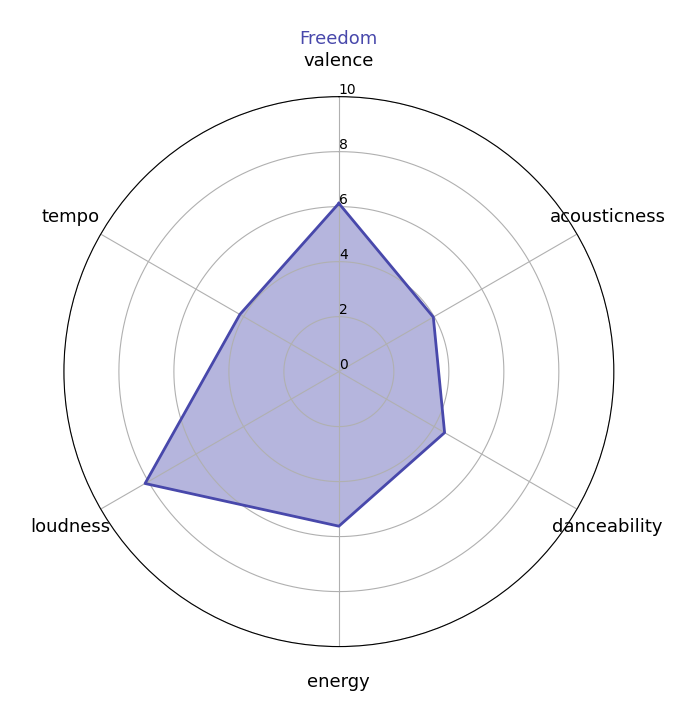 Freedom
valence
10
8
tempo
acousticness
6
4
2
0
loudness
danceability
energy